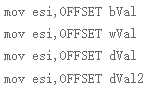 mov esi,OFFSET bVal
mov esi,OFFSET wVal
mov esi,OFFSET dVal
mov esi,OFFSET dVal2